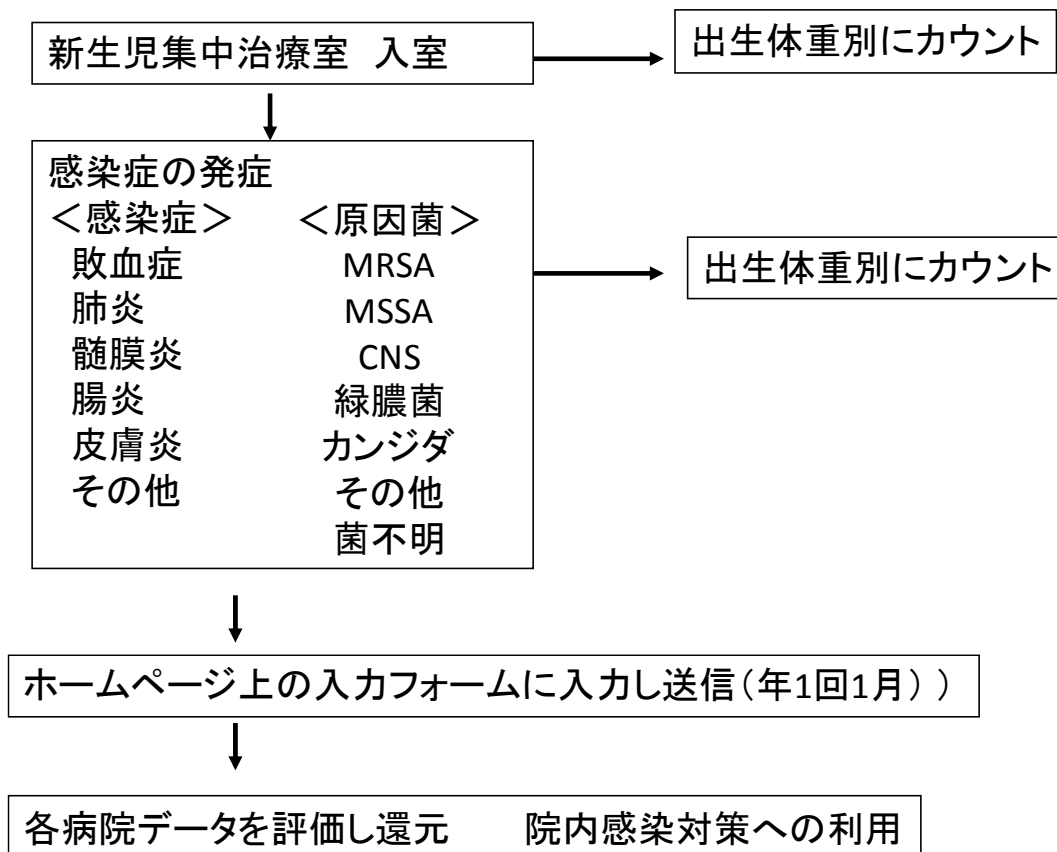 新生児集中治療室 入室
出生体重別にカウント
感染症の発症
＜感染症＞ ＜原因菌＞
敗血症 MRSA
肺炎 MSSA
髄膜炎 CNS
腸炎 緑膿菌
皮膚炎 カンジダ
その他 その他
菌不明
出生体重別にカウント
ホームページ上の入力フォームに入力し送信（年1回1月））
各病院データを評価し還元 院内感染対策への利用